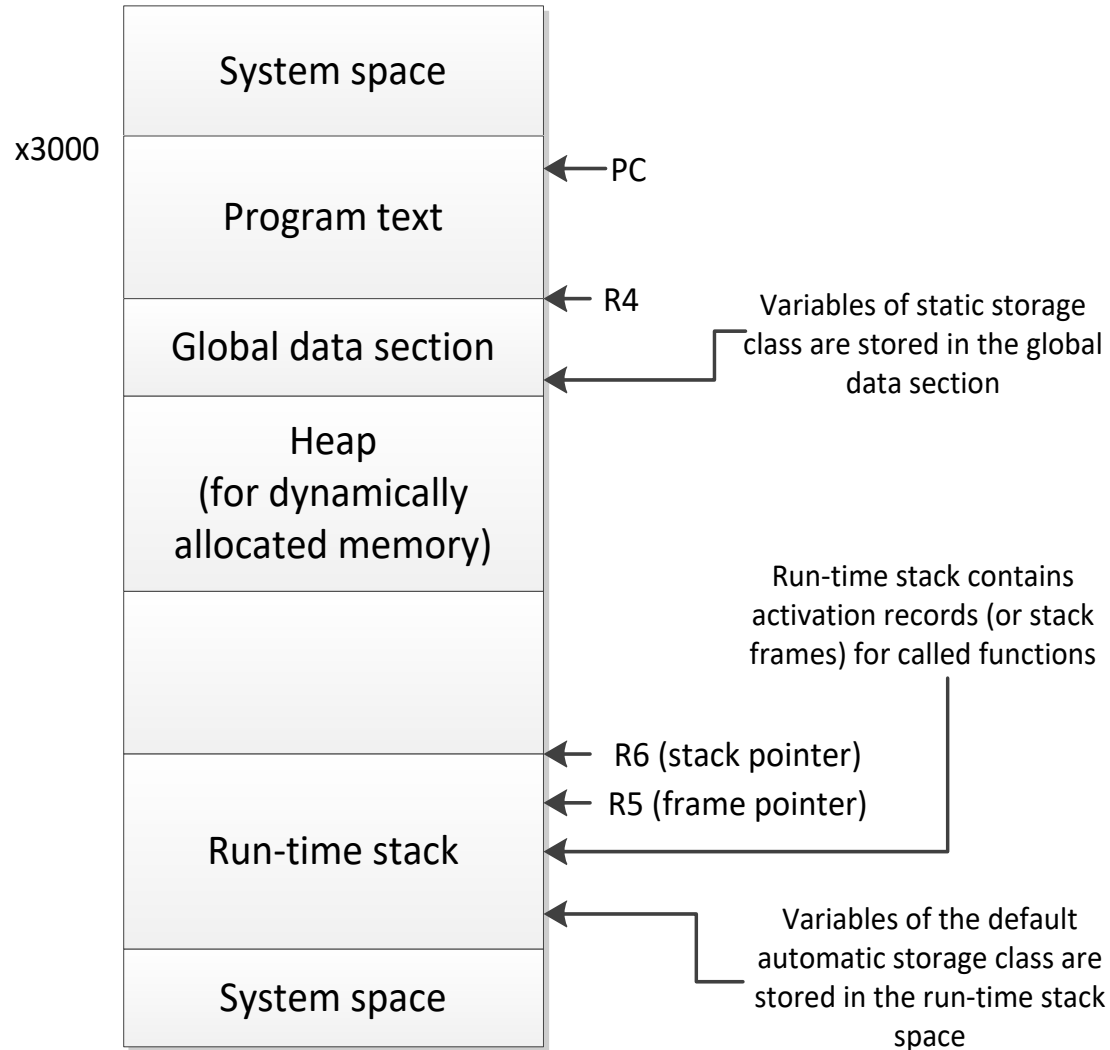 System space
x3000
PC
Program text
R4
Variables of static storage
class are stored in the global
data section
Global data section
Heap
(for dynamically
allocated memory)
Run-time stack contains
activation records (or stack
frames) for called functions
R6 (stack pointer)
R5 (frame pointer)
Run-time stack
Variables of the default
automatic storage class are
stored in the run-time stack
space
System space